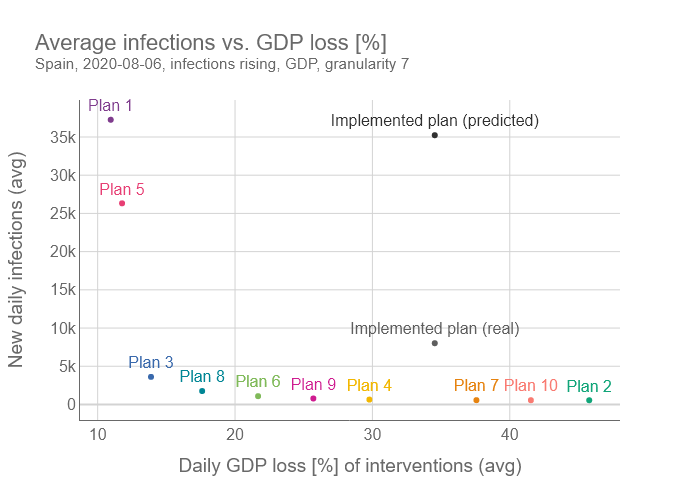 Average infections vs. GDP loss [%]
Spain, 2020-08-06, infections rising, GDP, granularity 7
Plan 1
Implemented plan (predicted)
35k
30k
Plan 5
25k
20k
15k
10k
Implemented plan (real)
5k
Plan 3
Plan 8
Plan 6
Plan 9
Plan 4
Plan 7
Plan 10
Plan 2
0
10
20
30
40
New daily infections (avg)
Daily GDP loss [%] of interventions (avg)